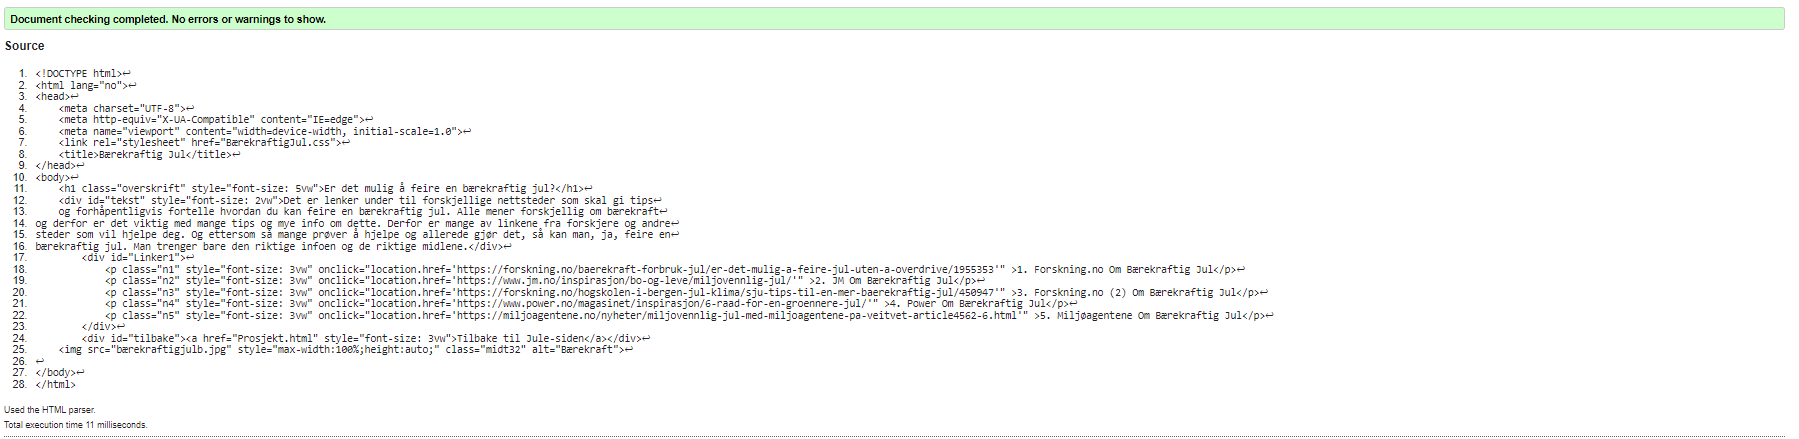 Document checking completed. No errors or warnings to show.
Source
1. <!DOCTYPE html>↩
2. <html lang="no">↩
3. <head>↩
4.     <meta charset="UTF-8">↩
5.     <meta http-equiv="X-UA-Compatible" content="IE=edge">↩
6.     <meta name="viewport" content="width=device-width, initial-scale=1.0">↩
7.     <link rel="stylesheet" href="BærekraftigJul.css">↩
8.     <title>Bærekraftig Jul</title>↩
9. </head>↩
10. <body>↩
11.     <h1 class="overskrift" style="font-size: 5vw">Er det mulig å feire en bærekraftig jul?</h1>↩
12.     <div id="tekst" style="font-size: 2vw">Det er lenker under til forskjellige nettsteder som skal gi tips↩
13.     og forhåpentligvis fortelle hvordan du kan feire en bærekraftig jul. Alle mener forskjellig om bærekraft↩
14. og derfor er det viktig med mange tips og mye info om dette. Derfor er mange av linkene fra forskjere og andre↩
15. steder som vil hjelpe deg. Og ettersom så mange prøver å hjelpe og allerede gjør det, så kan man, ja, feire en↩
16. bærekraftig jul. Man trenger bare den riktige infoen og de riktige midlene.</div>↩
17.         <div id="Linker1">↩
18.             <p class="n1" style="font-size: 3vw" onclick="location.href='https://forskning.no/baerekraft-forbruk-jul/er-det-mulig-a-feire-jul-uten-a-overdrive/1955353'" >1. Forskning.no Om Bærekraftig Jul</p>↩
19.             <p class="n2" style="font-size: 3vw" onclick="location.href='https://www.jm.no/inspirasjon/bo-og-leve/miljovennlig-jul/'" >2. JM Om Bærekraftig Jul</p>↩
20.             <p class="n3" style="font-size: 3vw" onclick="location.href='https://forskning.no/hogskolen-i-bergen-jul-klima/sju-tips-til-en-mer-baerekraftig-jul/450947'" >3. Forskning.no (2) Om Bærekraftig Jul</p>↩
21.             <p class="n4" style="font-size: 3vw" onclick="location.href='https://www.power.no/magasinet/inspirasjon/6-raad-for-en-groennere-jul/'" >4. Power Om Bærekraftig Jul</p>↩
22.             <p class="n5" style="font-size: 3vw" onclick="location.href='https://miljoagentene.no/nyheter/miljovennlig-jul-med-miljoagentene-pa-veitvet-article4562-6.html'" >5. Miljøagentene Om Bærekraftig Jul</p>↩
23.         </div>↩
24.         <div id="tilbake"><a href="Prosjekt.html" style="font-size: 3vw">Tilbake til Jule-siden</a></div>↩
25.     <img src="bærekraftigjulb.jpg" style="max-width:100%;height:auto;" class="midt32" alt="Bærekraft">↩
26. ↩
27. </body>↩
28. </html>
Used the HTML parser.
Total execution time 11 milliseconds.